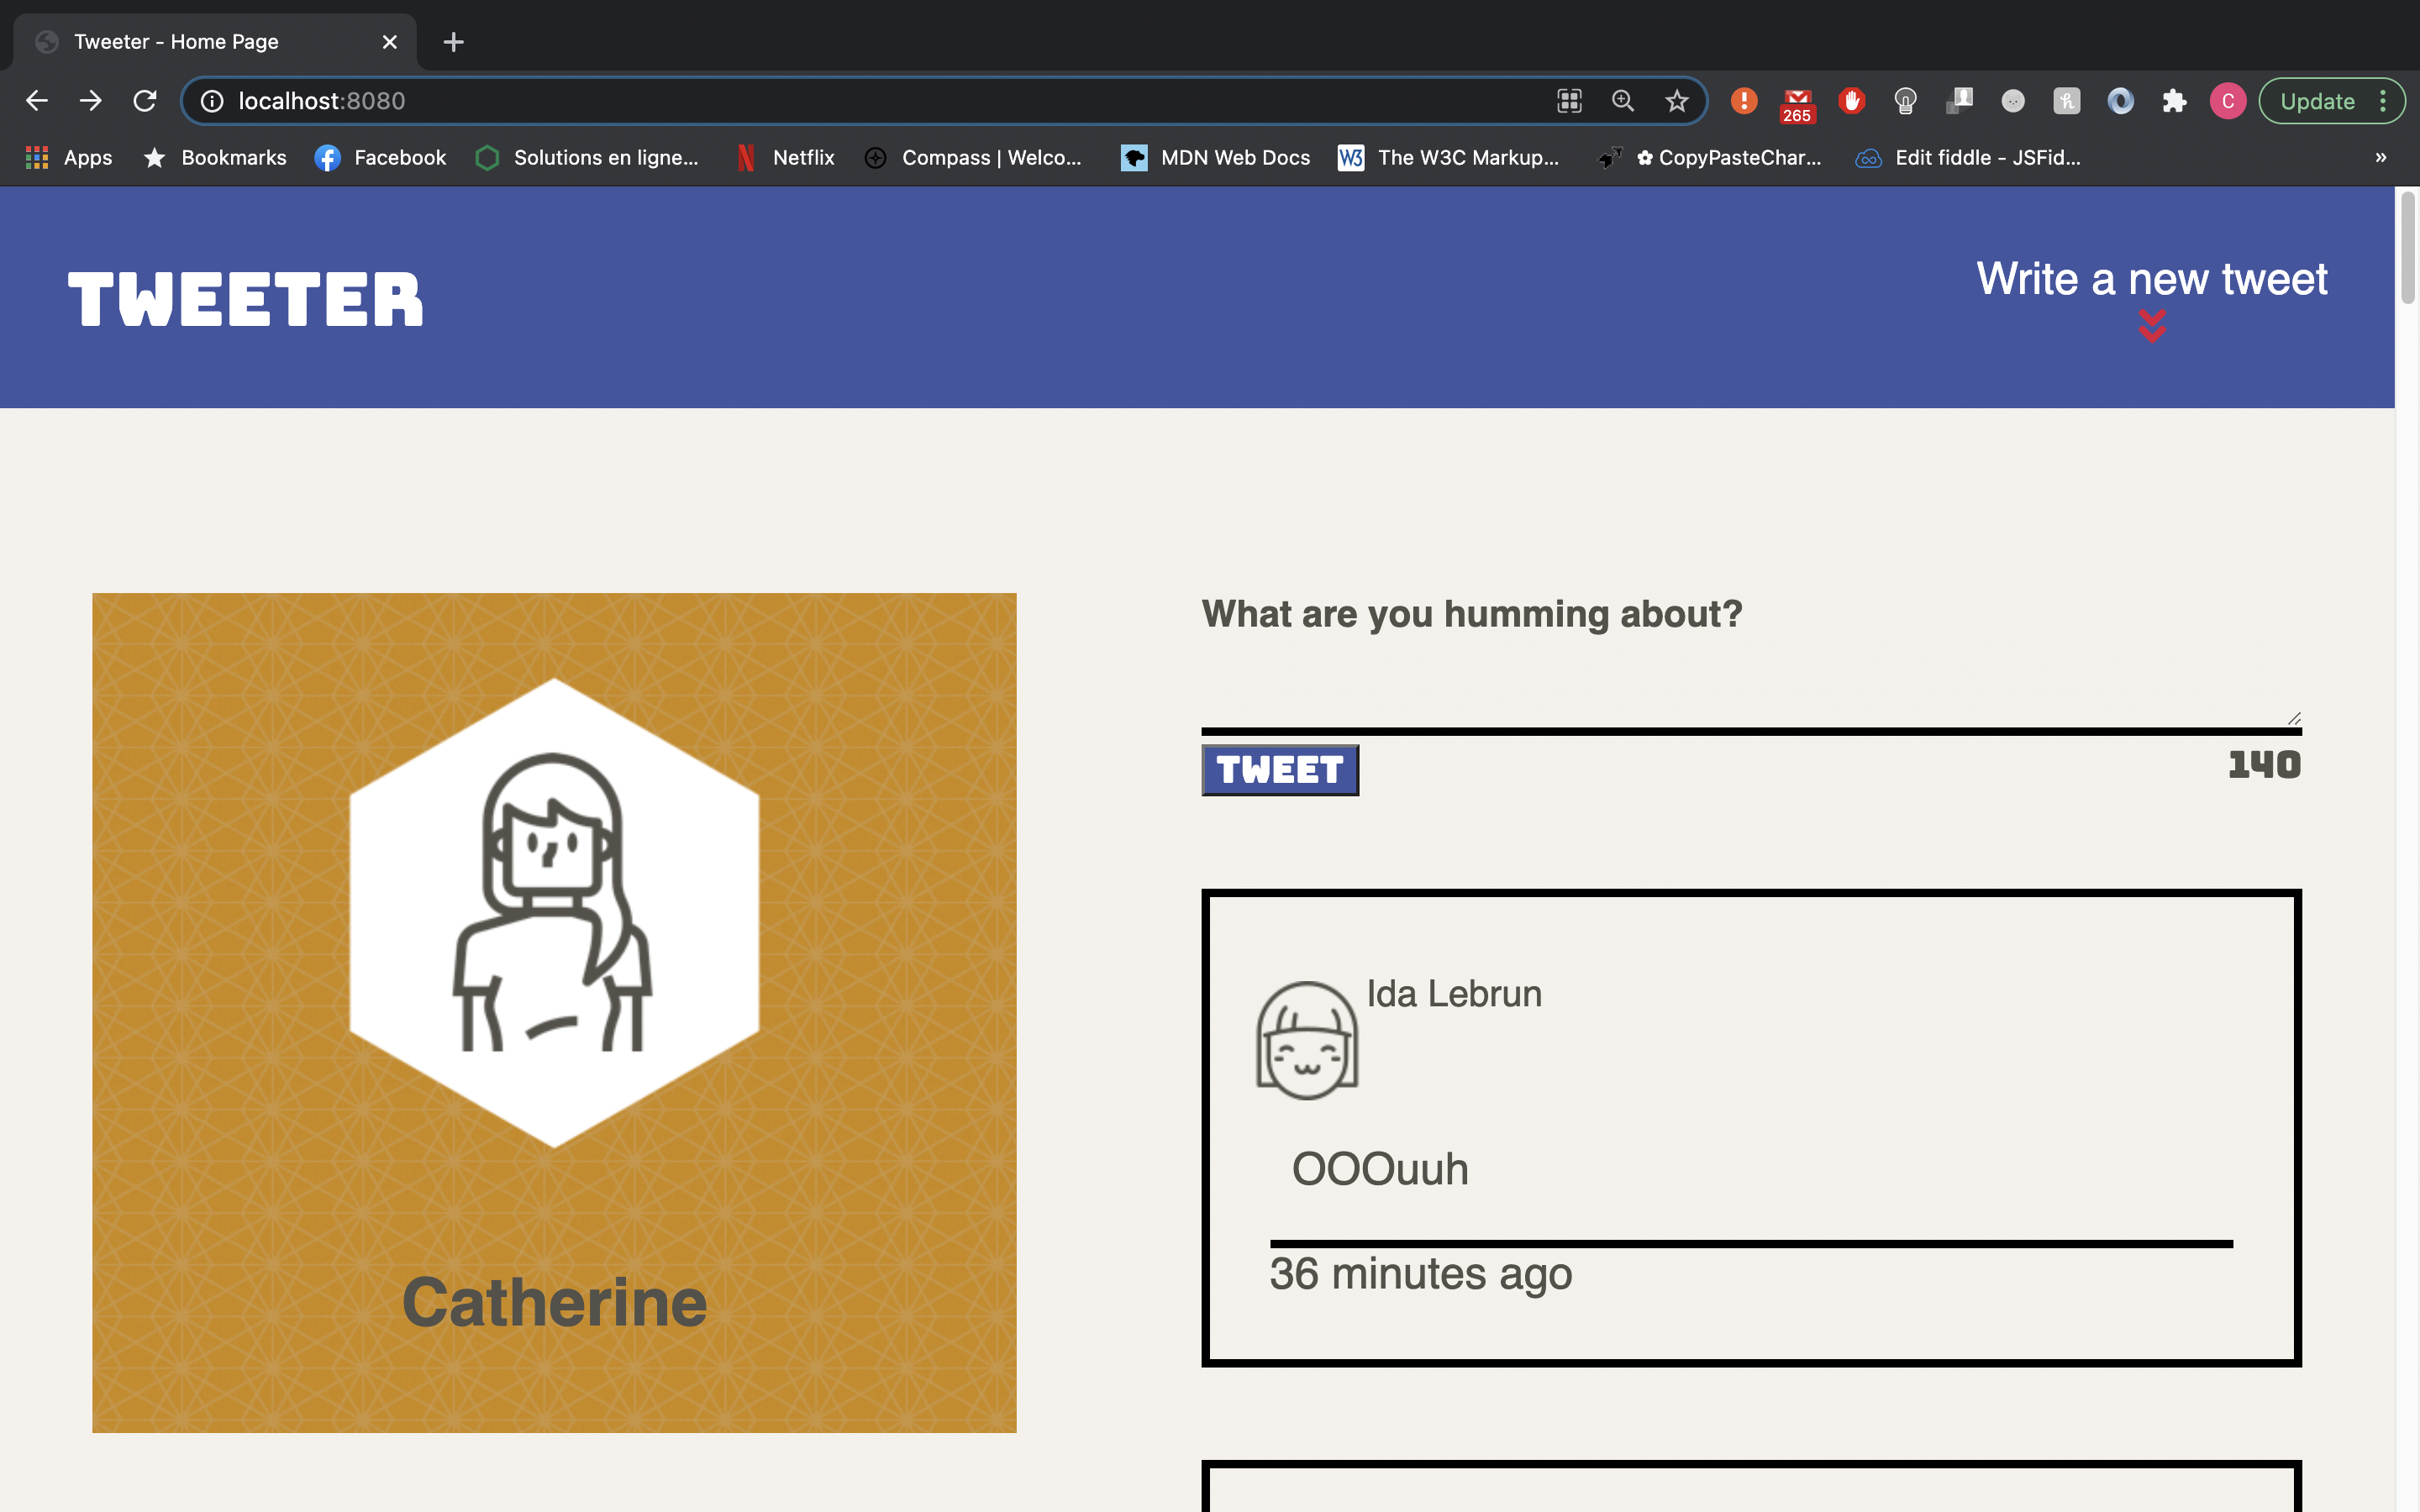 Tweeter - Home Page
localhost:8080
265
C
Update
Apps
Bookmarks
Facebook
Solutions en ligne...
Netflix
Compass | Welco...
MDN Web Docs
W3
The W3C Markup...
✿ CopyPasteChar...
Edit fiddle - JSFid...
»
TWEETER
Write a new tweet
What are you humming about?
TWEET
140
Ida Lebrun
OOOuuh
36 minutes ago
Catherine